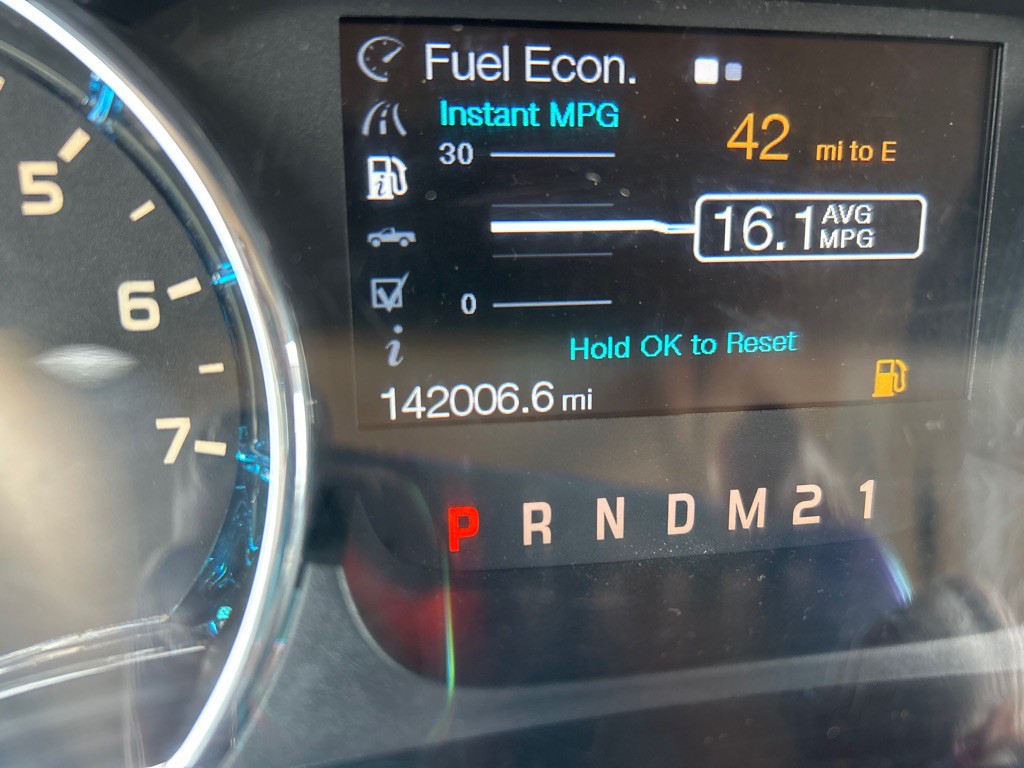 Fuel Econ.
Instant MPG
30
42 mi to E
16.1 AVG MPG
0
Hold OK to Reset
142006.6 mi
P R N D M 2 1
5
6
7